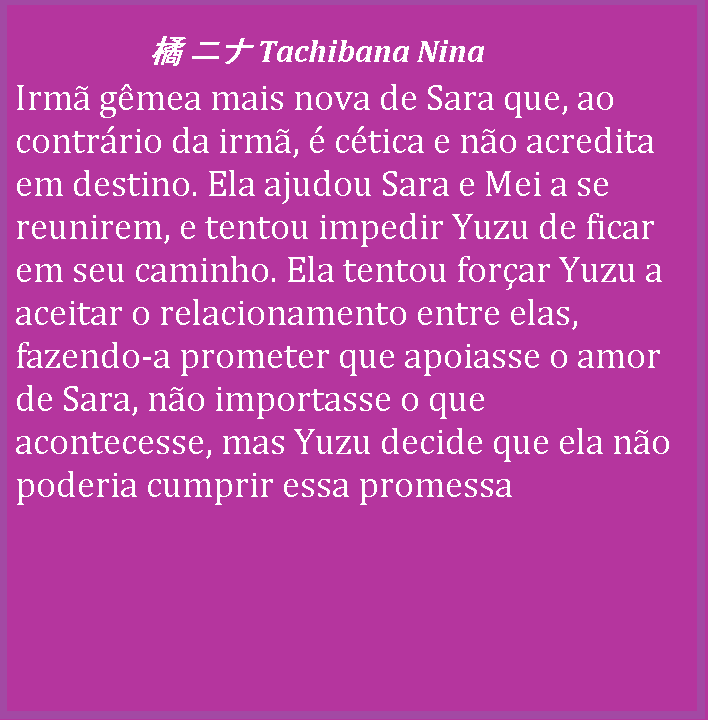 橘 ニナ Tachibana Nina
Irmã gêmea mais nova de Sara que, ao
contrário da irmã, é cética e não acredita
em destino. Ela ajudou Sara e Mei a se
reunirem, e tentou impedir Yuzu de ficar
em seu caminho. Ela tentou forçar Yuzu a
aceitar o relacionamento entre elas,
fazendo-a prometer que apoiasse o amor
de Sara, não importasse o que
acontecesse, mas Yuzu decide que ela não
poderia cumprir essa promessa